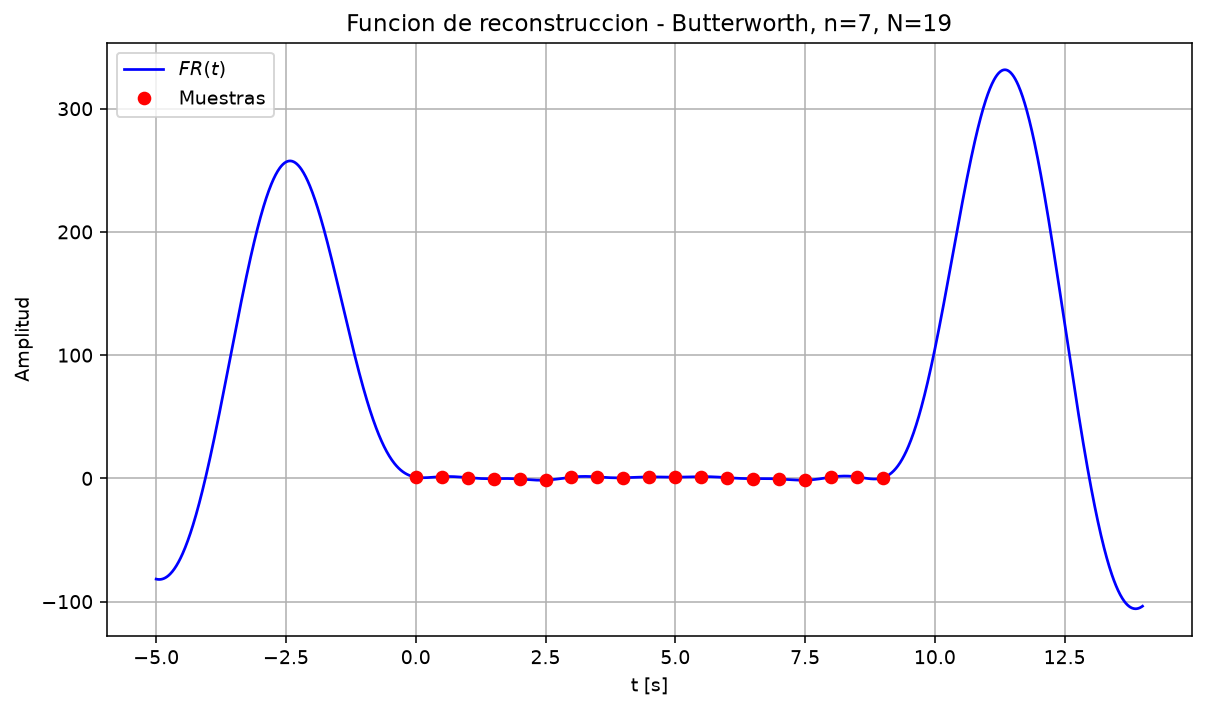 Funcion de reconstruccion - Butterworth, n=7, N=19
FR(t)
Muestras
300
200
100
0
−100
Amplitud
−5.0
−2.5
0.0
2.5
5.0
7.5
10.0
12.5
t [s]